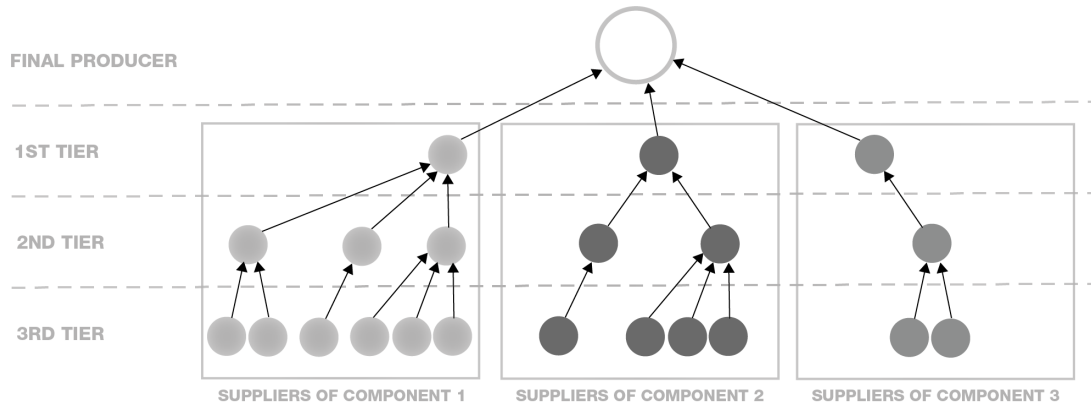 FINAL PRODUCER
1ST TIER
2ND TIER
3RD TIER
SUPPLIERS OF COMPONENT 1
SUPPLIERS OF COMPONENT 2
SUPPLIERS OF COMPONENT 3